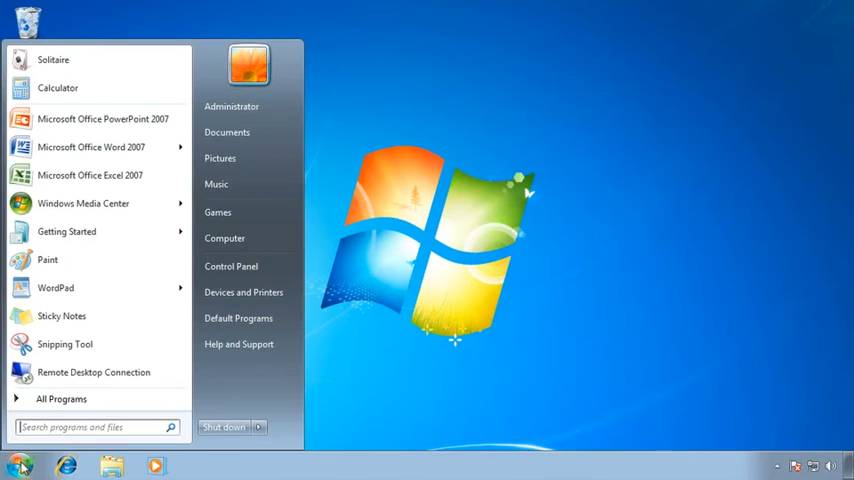 Solitaire
Calculator
Microsoft Office PowerPoint 2007
Microsoft Office Word 2007
Microsoft Office Excel 2007
Windows Media Center
Getting Started
Paint
WordPad
Sticky Notes
Snipping Tool
Remote Desktop Connection
All Programs
Search programs and files
Administrator
Documents
Pictures
Music
Games
Computer
Control Panel
Devices and Printers
Default Programs
Help and Support
Shut down